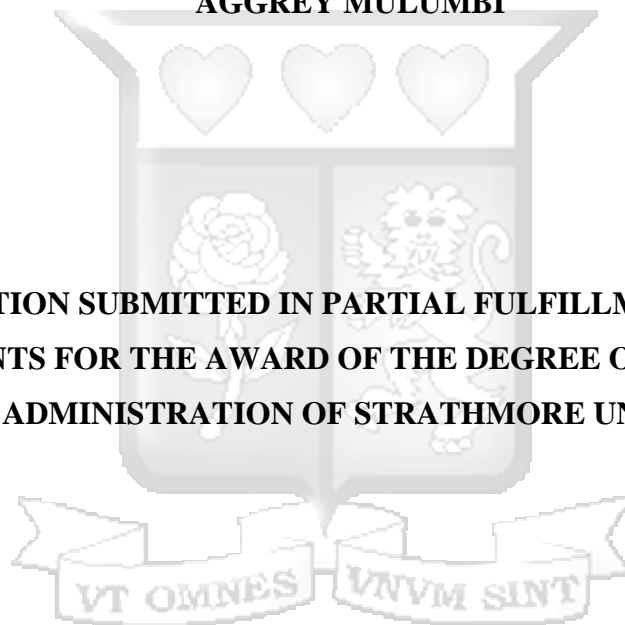 AGGREY MULUMBI
TION SUBMITTED IN PARTIAL FULFILLM
NTS FOR THE AWARD OF THE DEGREE O
ADMINISTRATION OF STRATHMORE UN
VT OMNES VNVM SINT